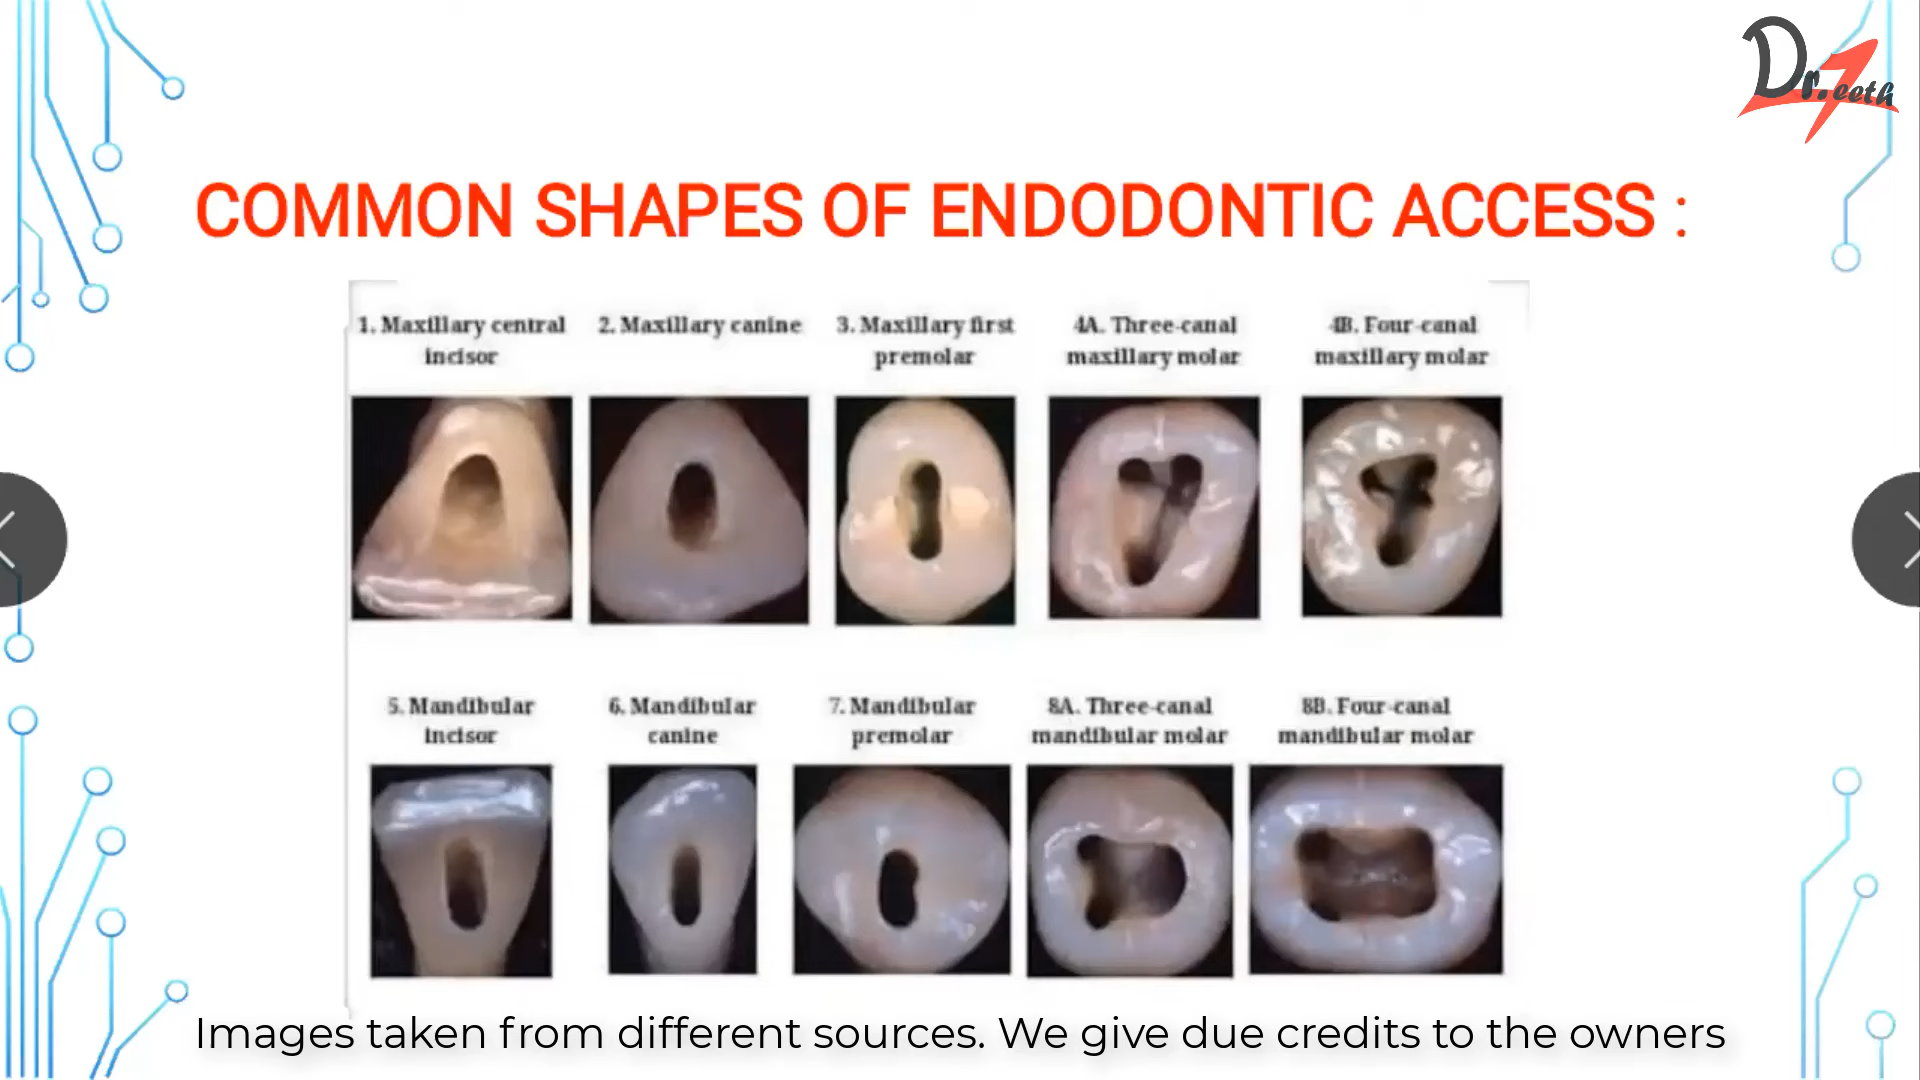 Dr.Teeth
COMMON SHAPES OF ENDODONTIC ACCESS :
1. Maxillary central
incisor
2. Maxillary canine
3. Maxillary first
premolar
4A. Three-canal
maxillary molar
4B. Four-canal
maxillary molar
5. Mandibular
incisor
6. Mandibular
canine
7. Mandibular
premolar
8A. Three-canal
mandibular molar
8B. Four-canal
mandibular molar
Images taken from different sources. We give due credits to the owners